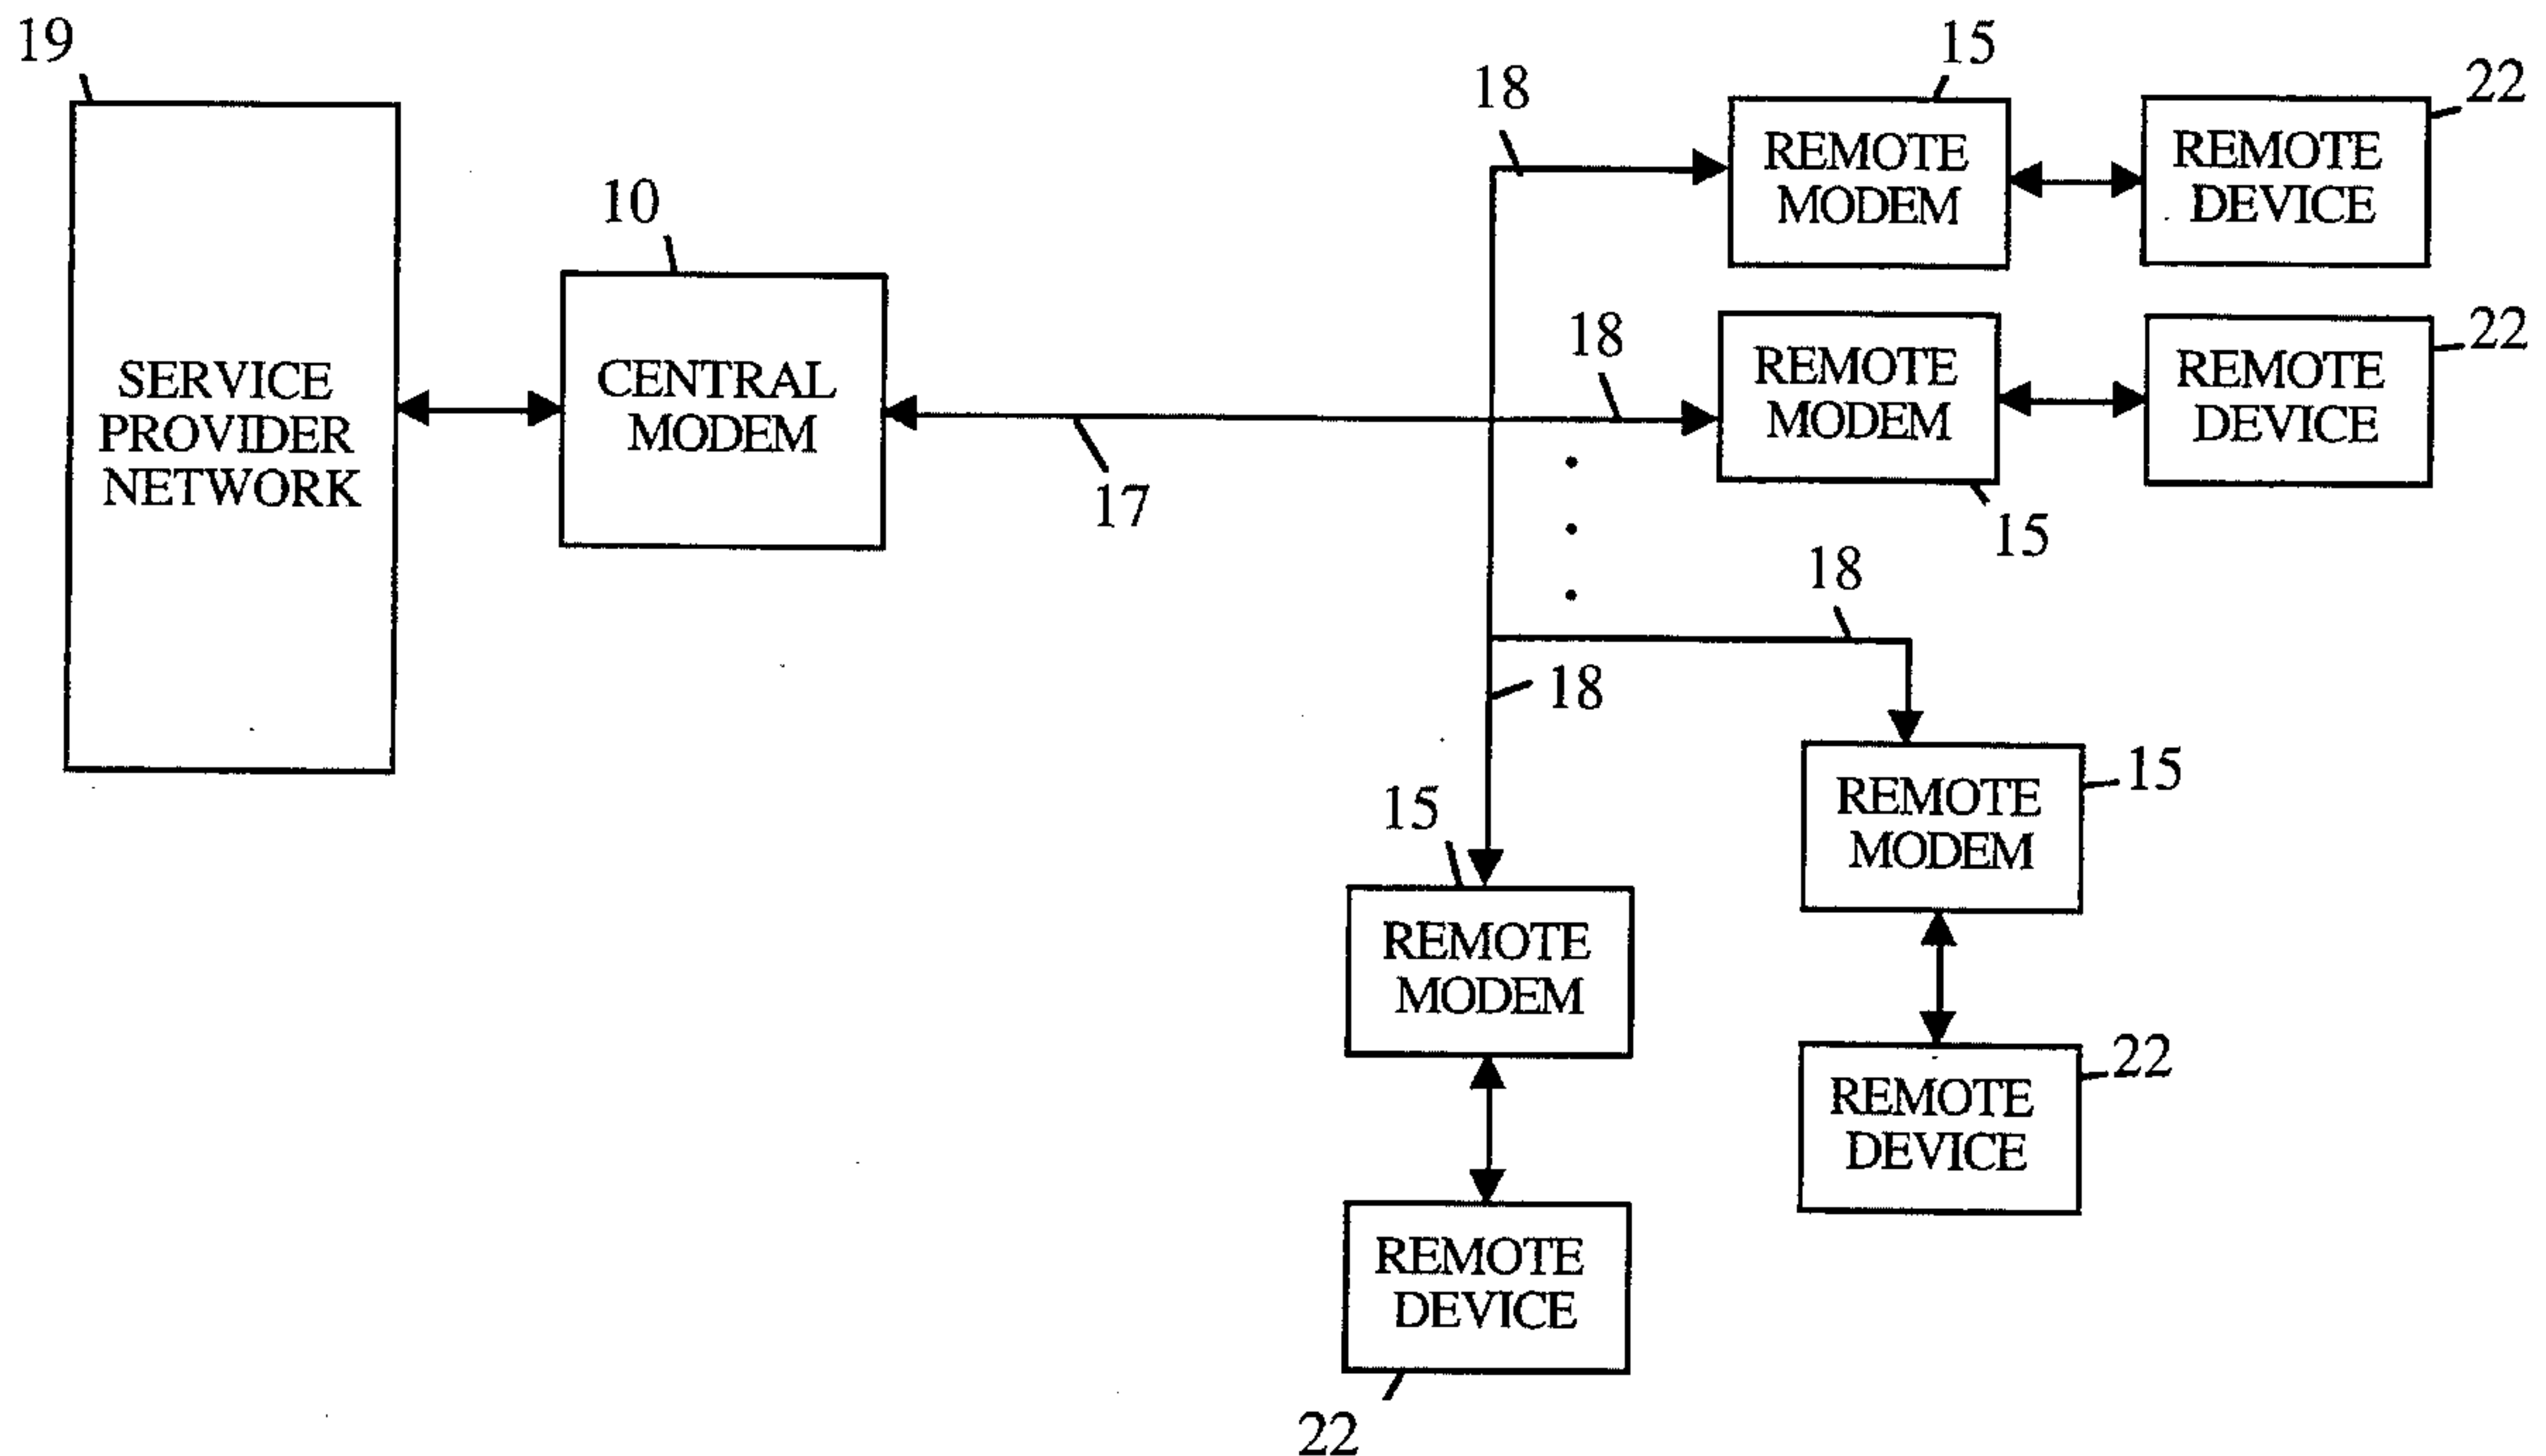 19
SERVICE
PROVIDER
NETWORK
10
CENTRAL
MODEM
17
18
15
REMOTE
MODEM
22
REMOTE
DEVICE
18
REMOTE
MODEM
15
22
REMOTE
DEVICE
18
18
15
REMOTE
MODEM
22
REMOTE
DEVICE
15
REMOTE
MODEM
REMOTE
DEVICE
22